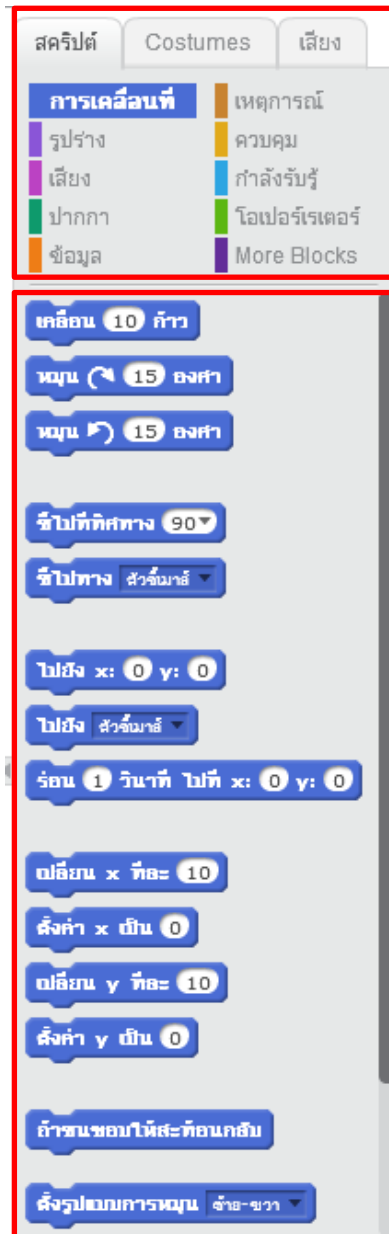 สคริปต์ Costumes เสียง
การเคลื่อนที่ เหตุการณ์
รูปร่าง ควบคุม
เสียง กำลังรับรู้
ปากกา โอเปอร์เรเตอร์
ข้อมูล More Blocks
เคลื่อน 10 ก้าว
หมุน 15 องศา
หมุน 15 องศา
ชี้ไปที่ทิศทาง 90
ชี้ไปทาง ตัวชี้เมาส์
ไปยัง x: 0 y: 0
ไปยัง ตัวชี้เมาส์
ร่อน 1 วินาที ไปที่ x: 0 y: 0
เปลี่ยน x ทีละ 10
ตั้งค่า x เป็น 0
เปลี่ยน y ทีละ 10
ตั้งค่า y เป็น 0
ถ้าชนขอบให้สะท้อนกลับ
ตั้งรูปแบบการหมุน ซ้าย-ขวา